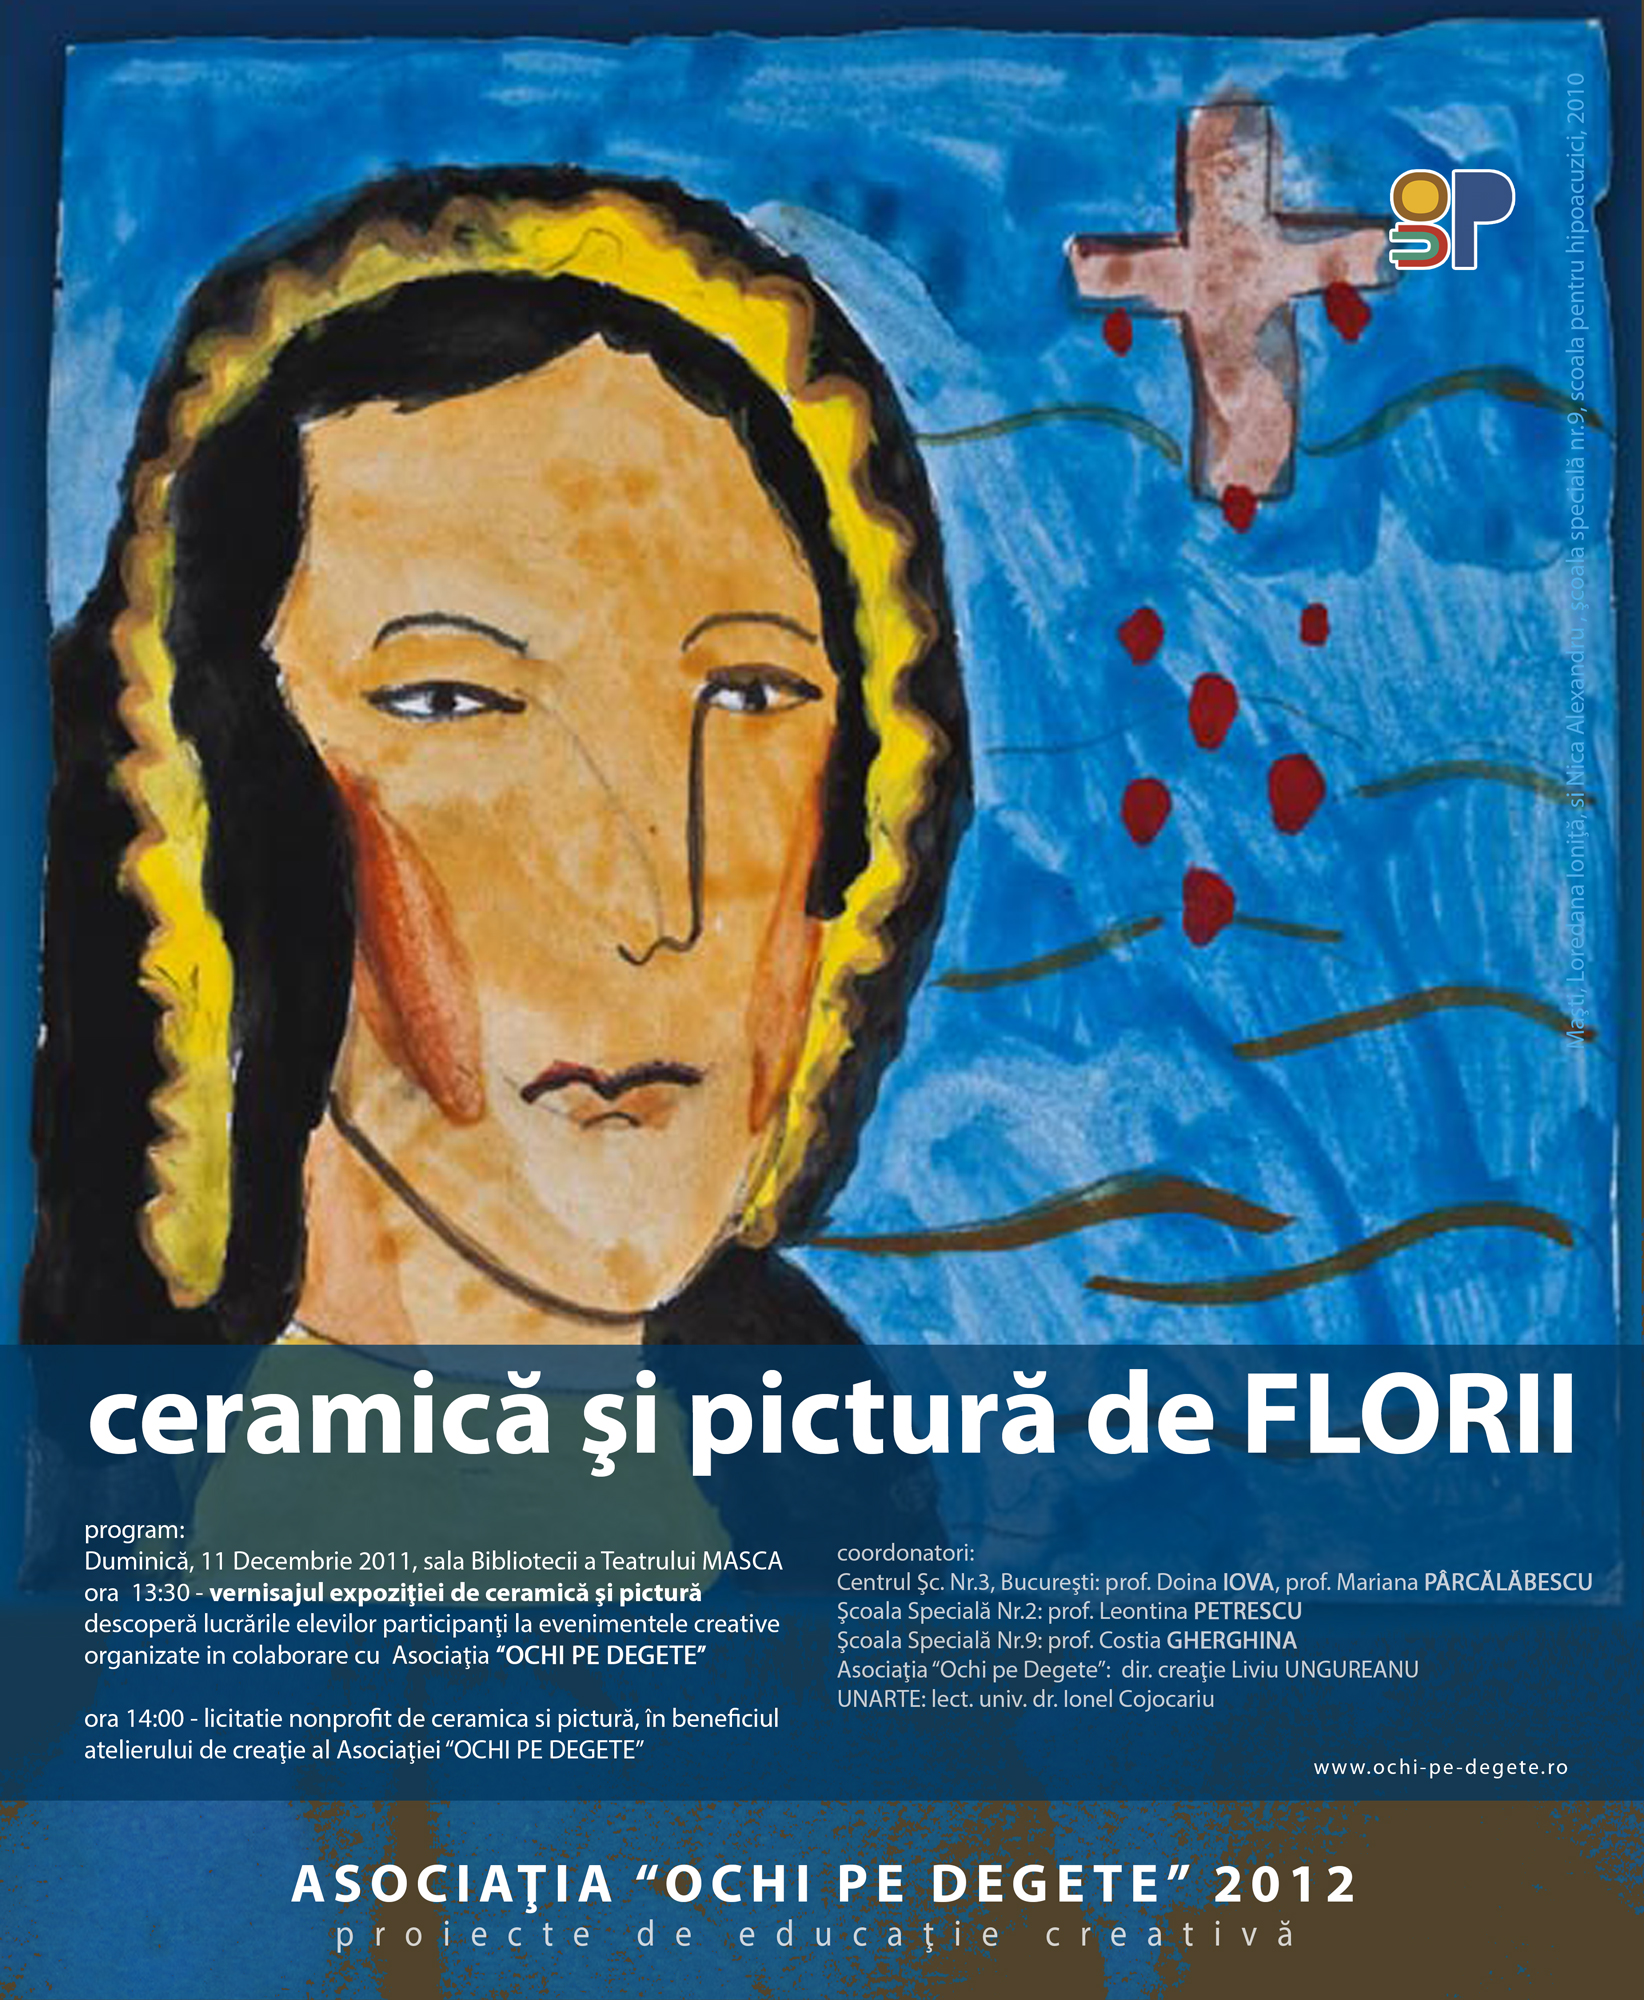 Maşti, Loredana Ioniţă, si Nica Alexandru, şcoala specială nr.9, scoala pentru hipoacuzici, 2010
ceramică şi pictură de FLORII
program:
Duminică, 11 Decembrie 2011, sala Bibliotecii a Teatrului MASCA
ora 13:30 - vernisajul expoziţiei de ceramică şi pictură
descoperă lucrările elevilor participanţi la evenimentele creative
organizate in colaborare cu Asociaţia “OCHI PE DEGETE”
ora 14:00 - licitatie nonprofit de ceramica si pictură, în beneficiul
atelierului de creaţie al Asociaţiei “OCHI PE DEGETE”
coordonatori:
Centrul Şc. Nr.3, Bucureşti: prof. Doina IOVA, prof. Mariana PÂRCĂLĂBESCU
Şcoala Specială Nr.2: prof. Leontina PETRESCU
Şcoala Specială Nr.9: prof. Costia GHERGHINA
Asociaţia “Ochi pe Degete”: dir. creaţie Liviu UNGUREANU
UNARTE: lect. univ. dr. Ionel Cojocariu
www.ochi-pe-degete.ro
ASOCIAŢIA “OCHI PE DEGETE” 2012
proiecte de educaţie creativă